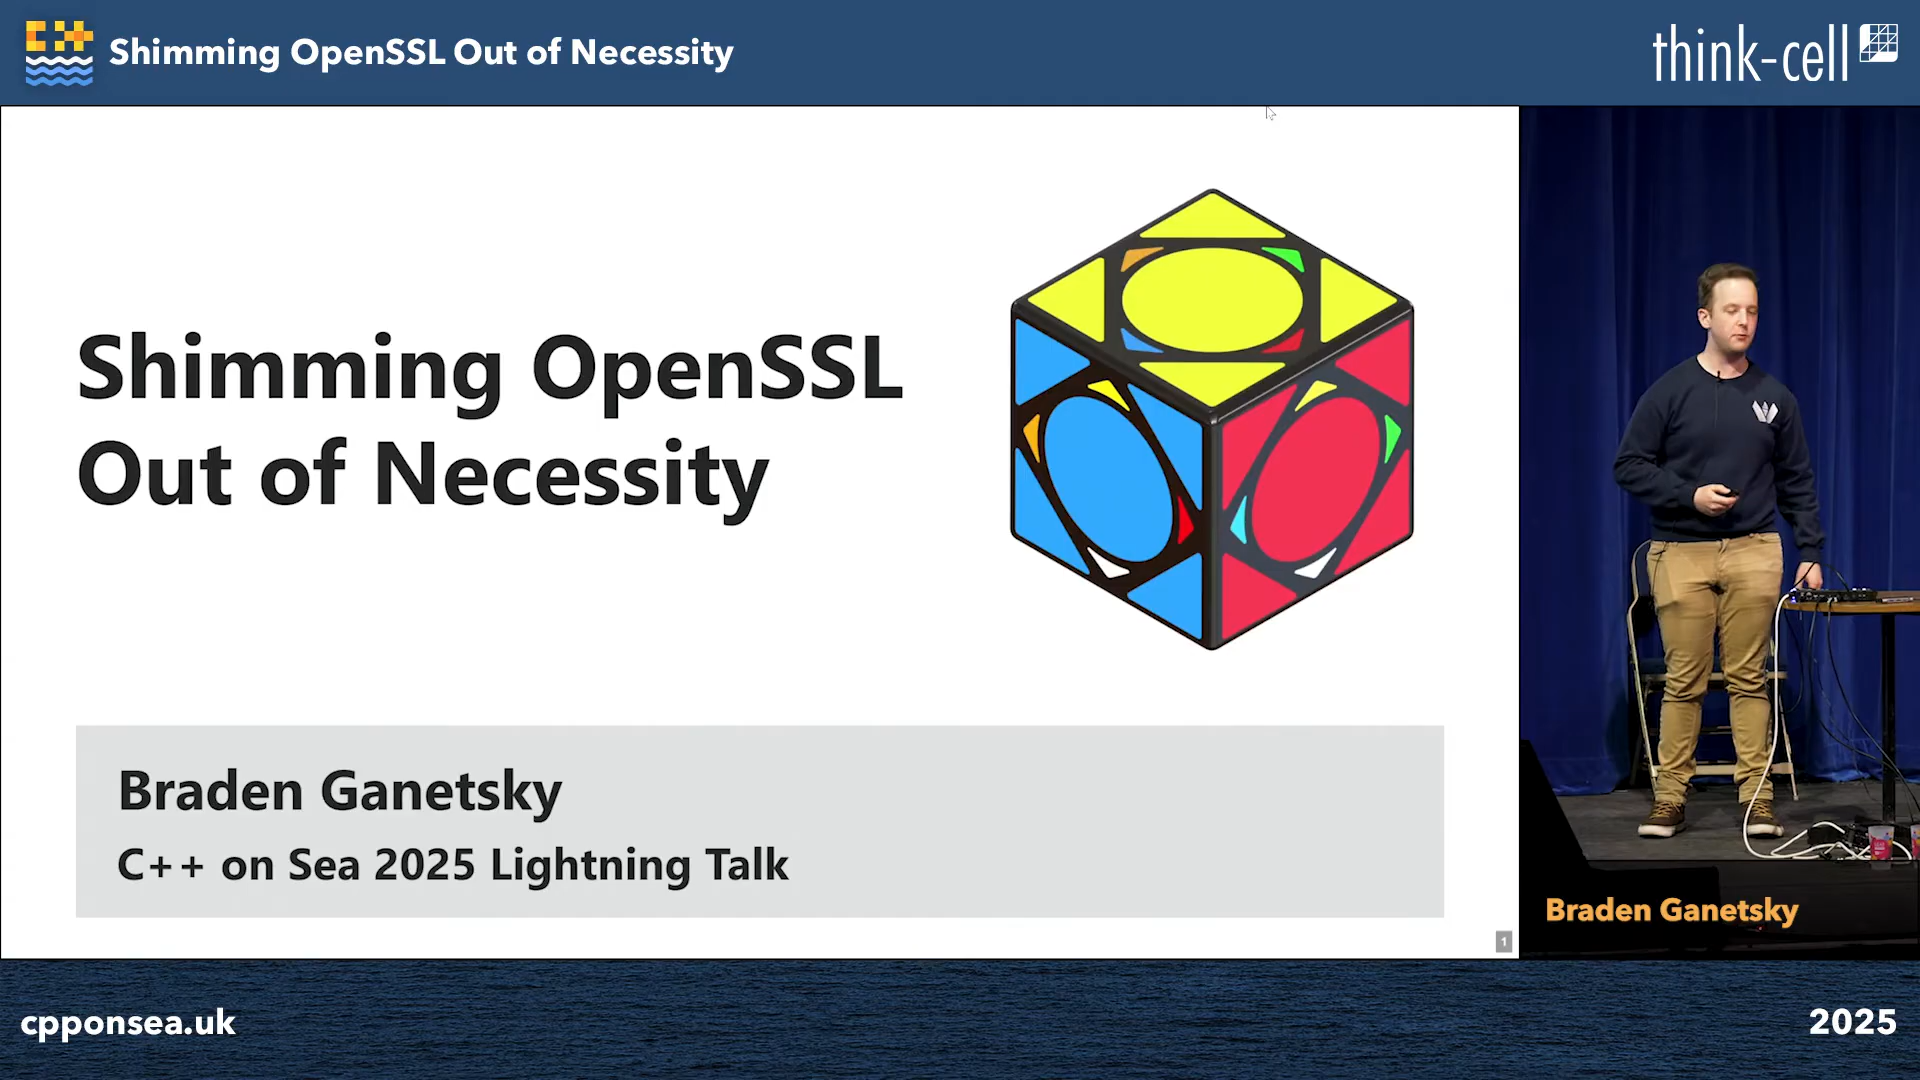 Shimming OpenSSL Out of Necessity
think-cell
Shimming OpenSSL
Out of Necessity
Braden Ganetsky
C++ on Sea 2025 Lightning Talk
1
Braden Ganetsky
cpponsea.uk
2025